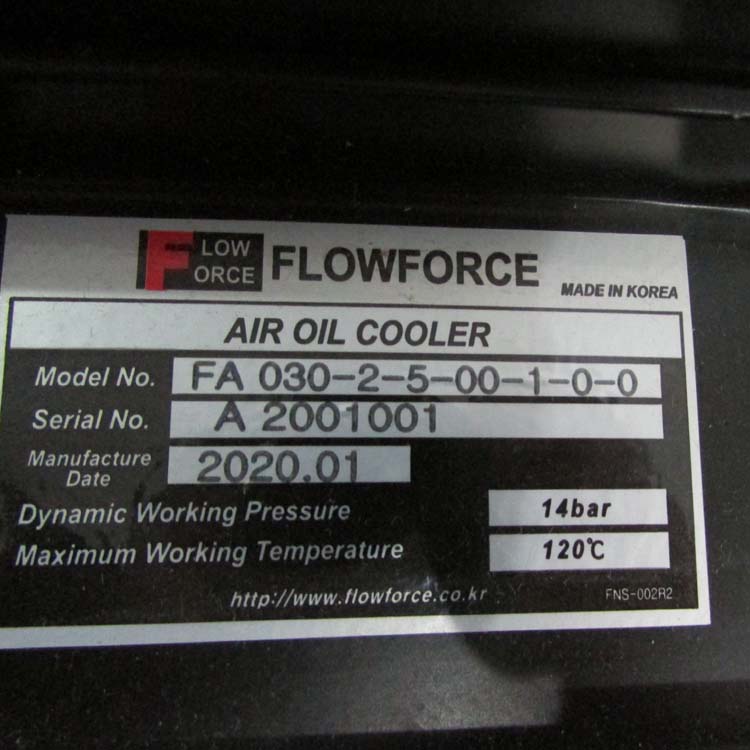 FLOW FORCE FLOWFORCE
MADE IN KOREA
AIR OIL COOLER
Model No. FA 030-2-5-00-1-0-0
Serial No. A 2001001
Manufacture Date 2020.01
Dynamic Working Pressure 14bar
Maximum Working Temperature 120℃
http://www.flowforce.co.kr FNS-002R2